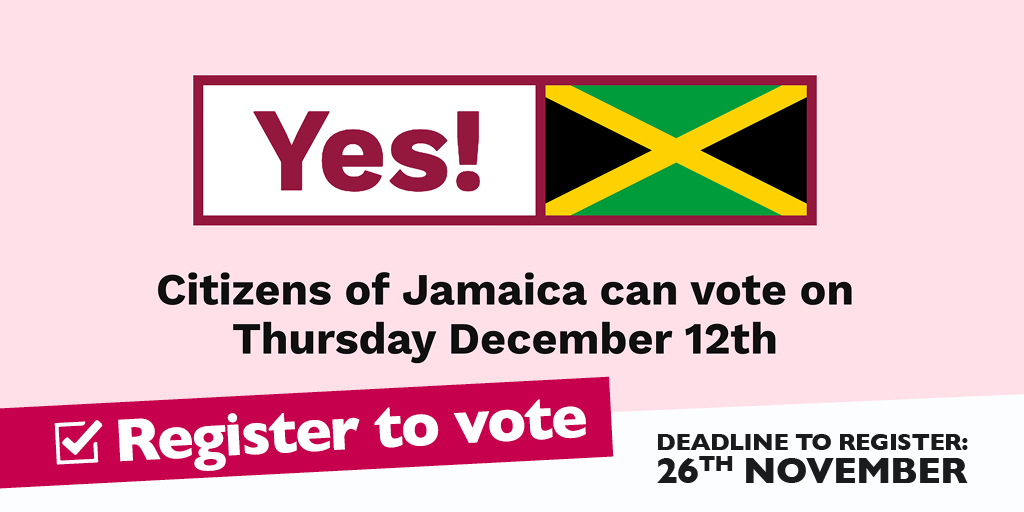 Yes!
Citizens of Jamaica can vote on
Thursday December 12th
Register to vote
DEADLINE TO REGISTER:
26TH NOVEMBER